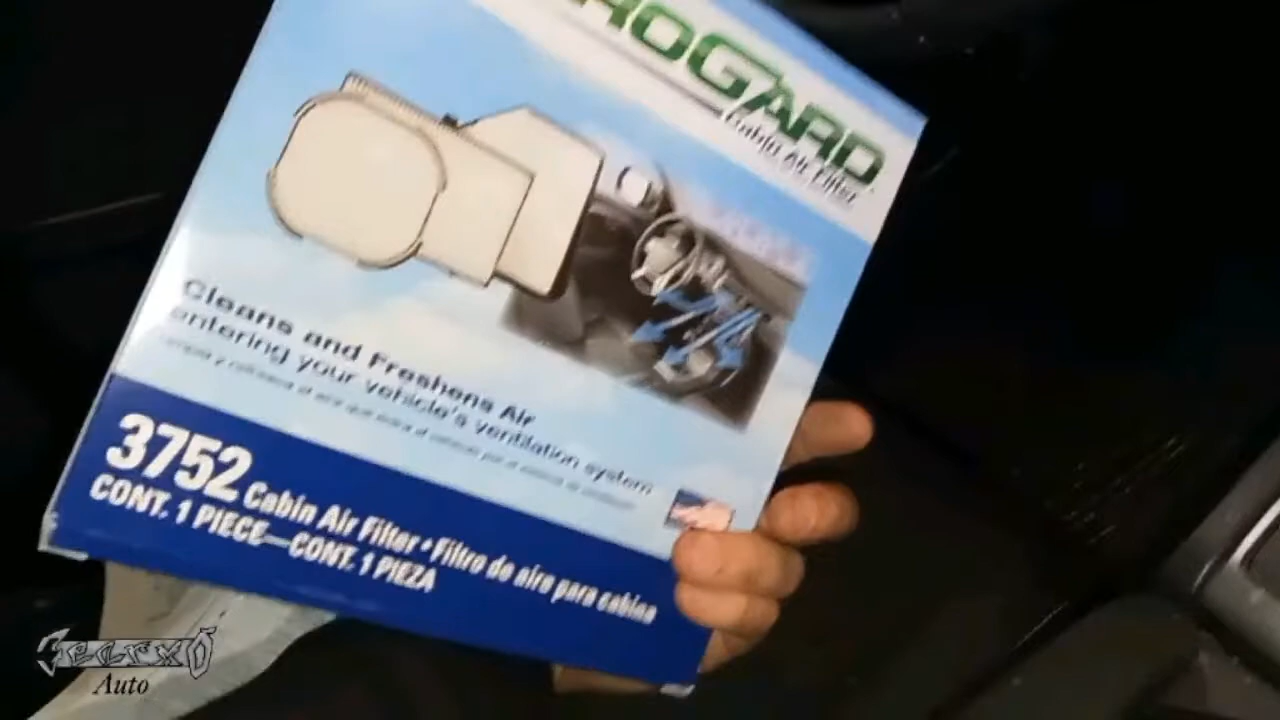 ROGARD
Cabin Air Filter
Cleans and Freshens Air
entering your vehicle's ventilation system
3752 Cabin Air Filter • Filtro de aire para cabina
CONT. 1 PIECE—CONT. 1 PIEZA
Auto